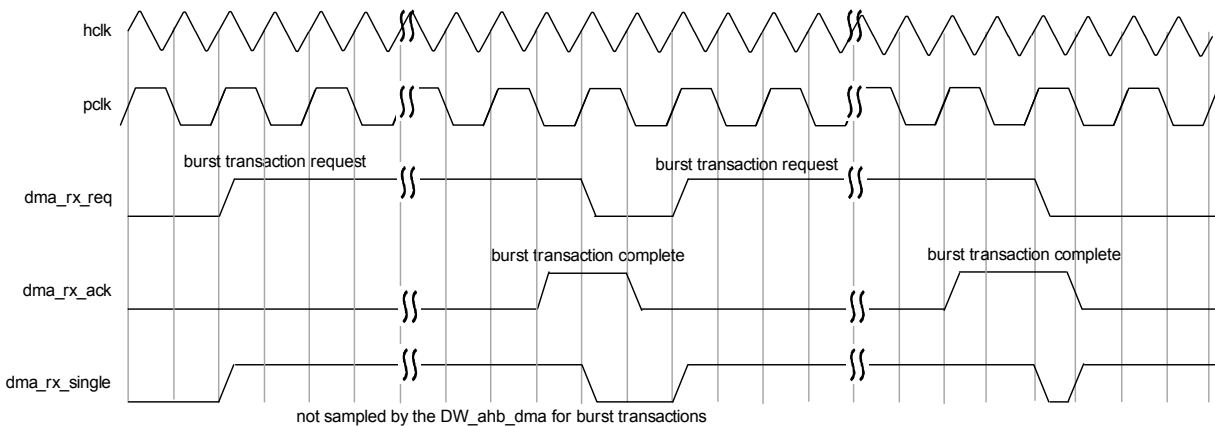 hclk
pclk
burst transaction request
burst transaction request
dma_rx_req
burst transaction complete
burst transaction complete
dma_rx_ack
dma_rx_single
not sampled by the DW_ahb_dma for burst transactions